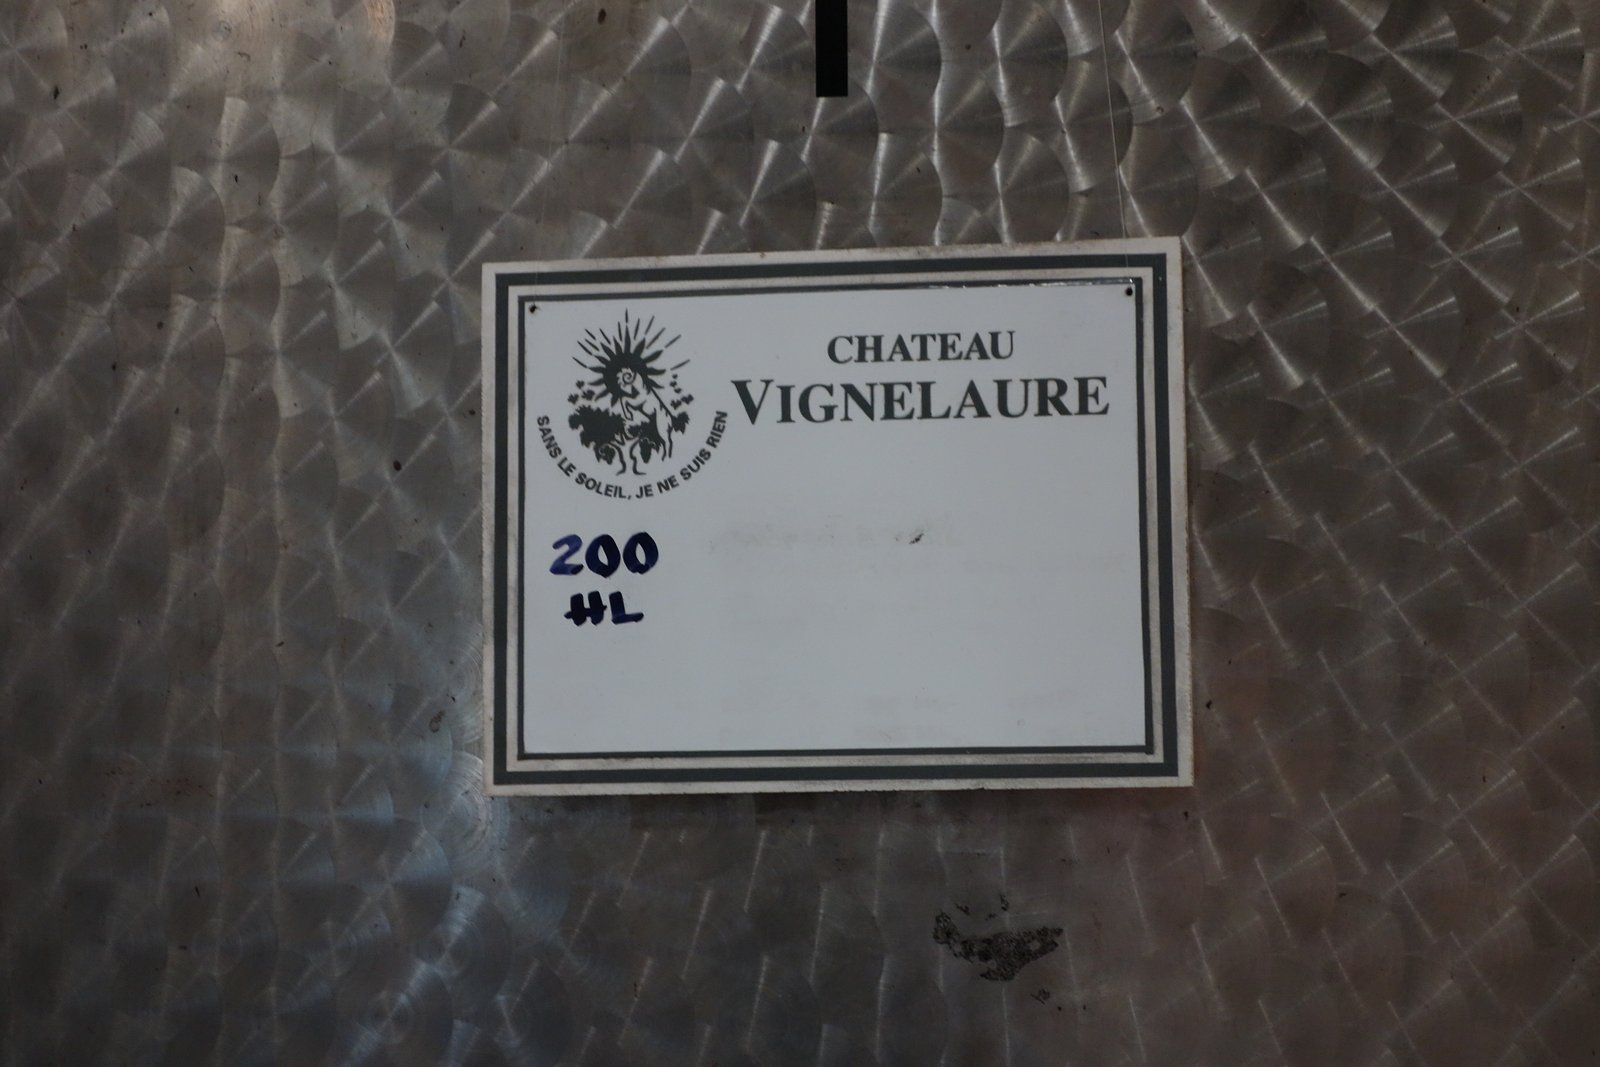 CHATEAU
VIGNELAURE
SANS LE SOLEIL, JE NE SUIS RIEN
200
HL